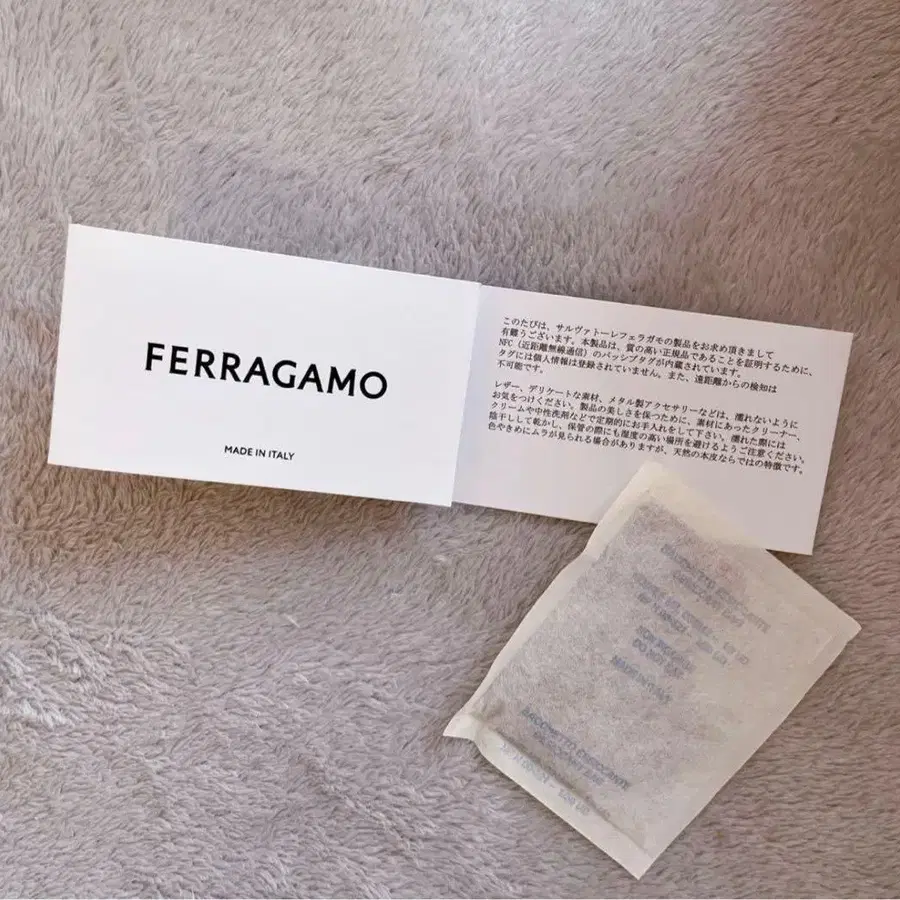 FERRAGAMO
MADE IN ITALY
このたびは、サルヴァトーレフェラガモの製品をお求め頂きまして
有難うございます。本製品は、質の高い正規品であることを証明するために、
NFC（近距離無線通信）のパッシブタグが内蔵されています。
タグには個人情報は登録されていません。また、遠距離からの検知は
不可能です。
レザー、デリケートな素材、メタル製アクセサリーなどは、濡れないように
お気をつけください。製品の美しさを保つために、素材にあったクリーナー、
クリームや中性洗剤などで定期的にお手入れをして下さい。濡れた際には
陰干しして乾かし、保管の際にも湿度の高い場所を避けるようご注意ください。
色やきめにムラが見られる場合がありますが、天然の本皮ならではの特徴です。